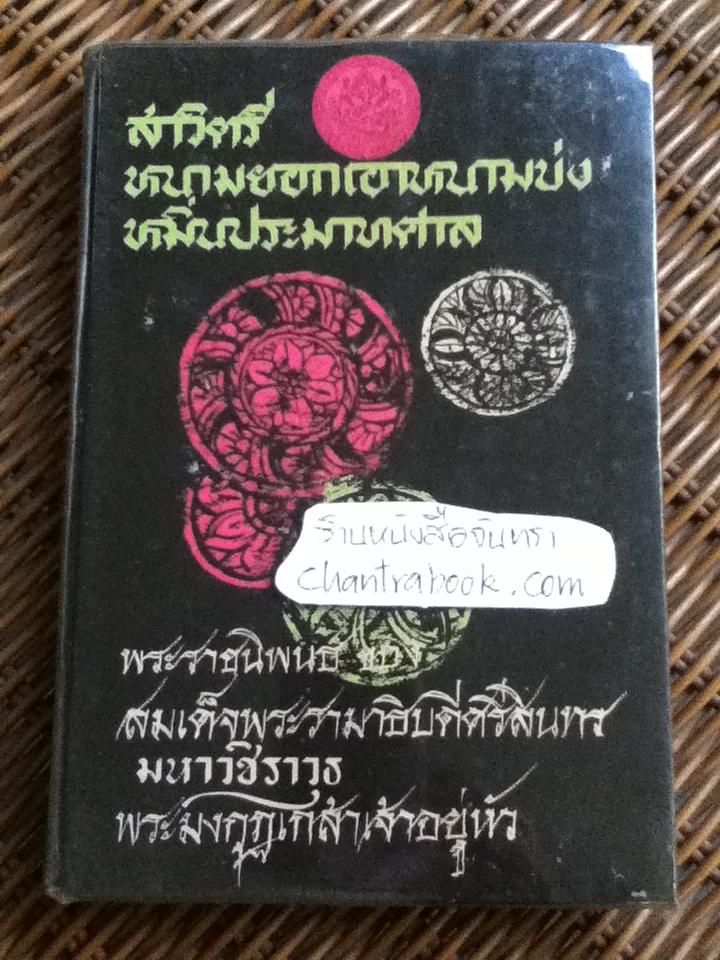 สาวิตรี
หนามยอกเอาหนามบ่ง
หมิ่นประมาทศาล
ร้านหนังสือจันทรา
chantrabook.com
พระราชนิพนธ์ ของ
สมเด็จพระรามาธิบดีศรีสินทร
มหาวชิราวุธ
พระมงกุฎเกล้าเจ้าอยู่หัว